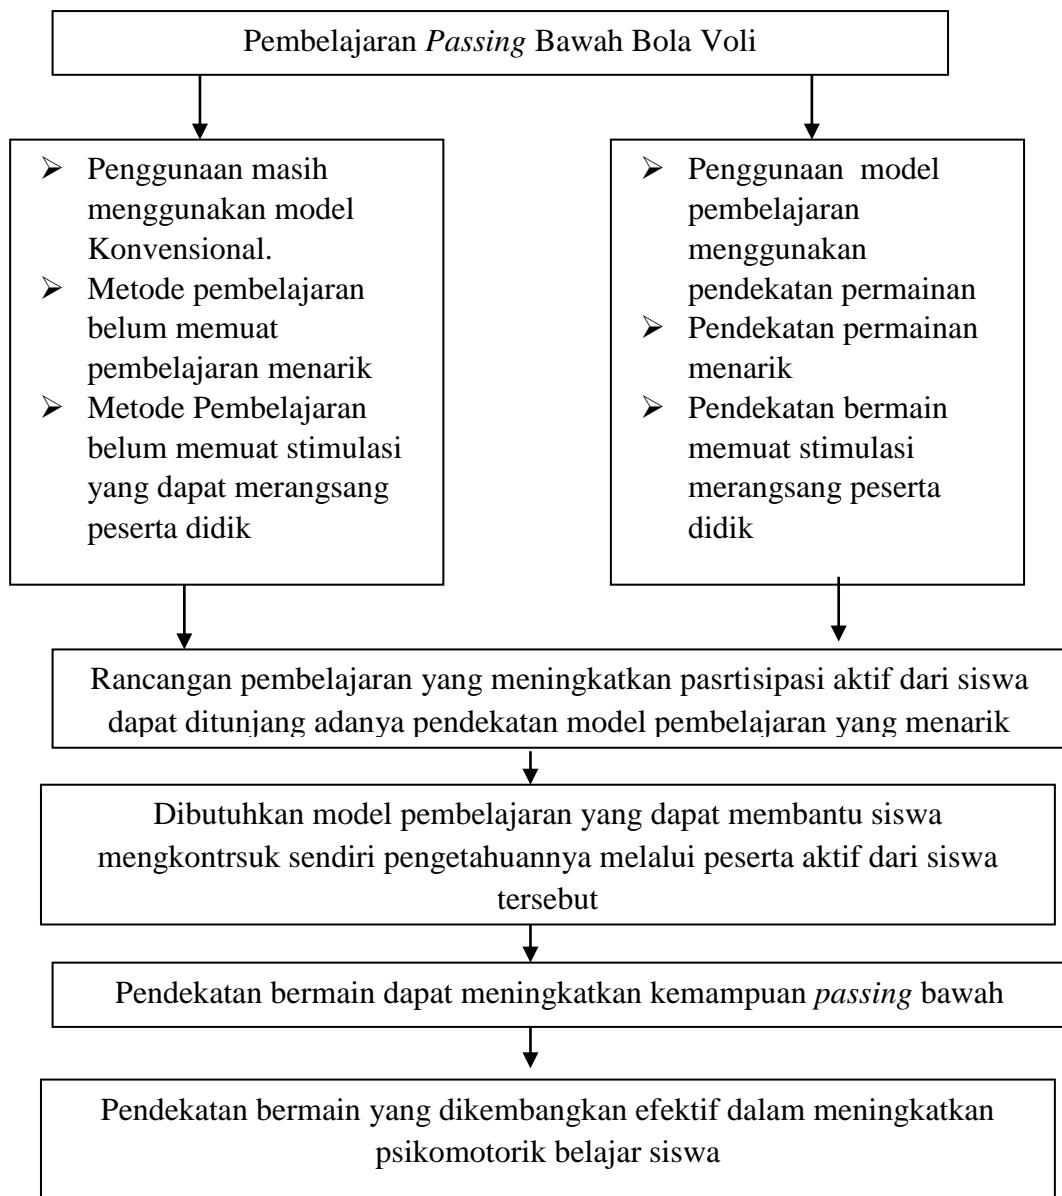 Pembelajaran Passing Bawah Bola Voli
➢ Penggunaan masih
menggunakan model
Konvensional.
➢ Metode pembelajaran
belum memuat
pembelajaran menarik
➢ Metode Pembelajaran
belum memuat stimulasi
yang dapat merangsang
peserta didik
➢ Penggunaan model
pembelajaran
menggunakan
pendekatan permainan
➢ Pendekatan permainan
menarik
➢ Pendekatan bermain
memuat stimulasi
merangsang peserta
didik
Rancangan pembelajaran yang meningkatkan pasrtisipasi aktif dari siswa
dapat ditunjang adanya pendekatan model pembelajaran yang menarik
Dibutuhkan model pembelajaran yang dapat membantu siswa
mengkontrsuk sendiri pengetahuannya melalui peserta aktif dari siswa
tersebut
Pendekatan bermain dapat meningkatkan kemampuan passing bawah
Pendekatan bermain yang dikembangkan efektif dalam meningkatkan
psikomotorik belajar siswa